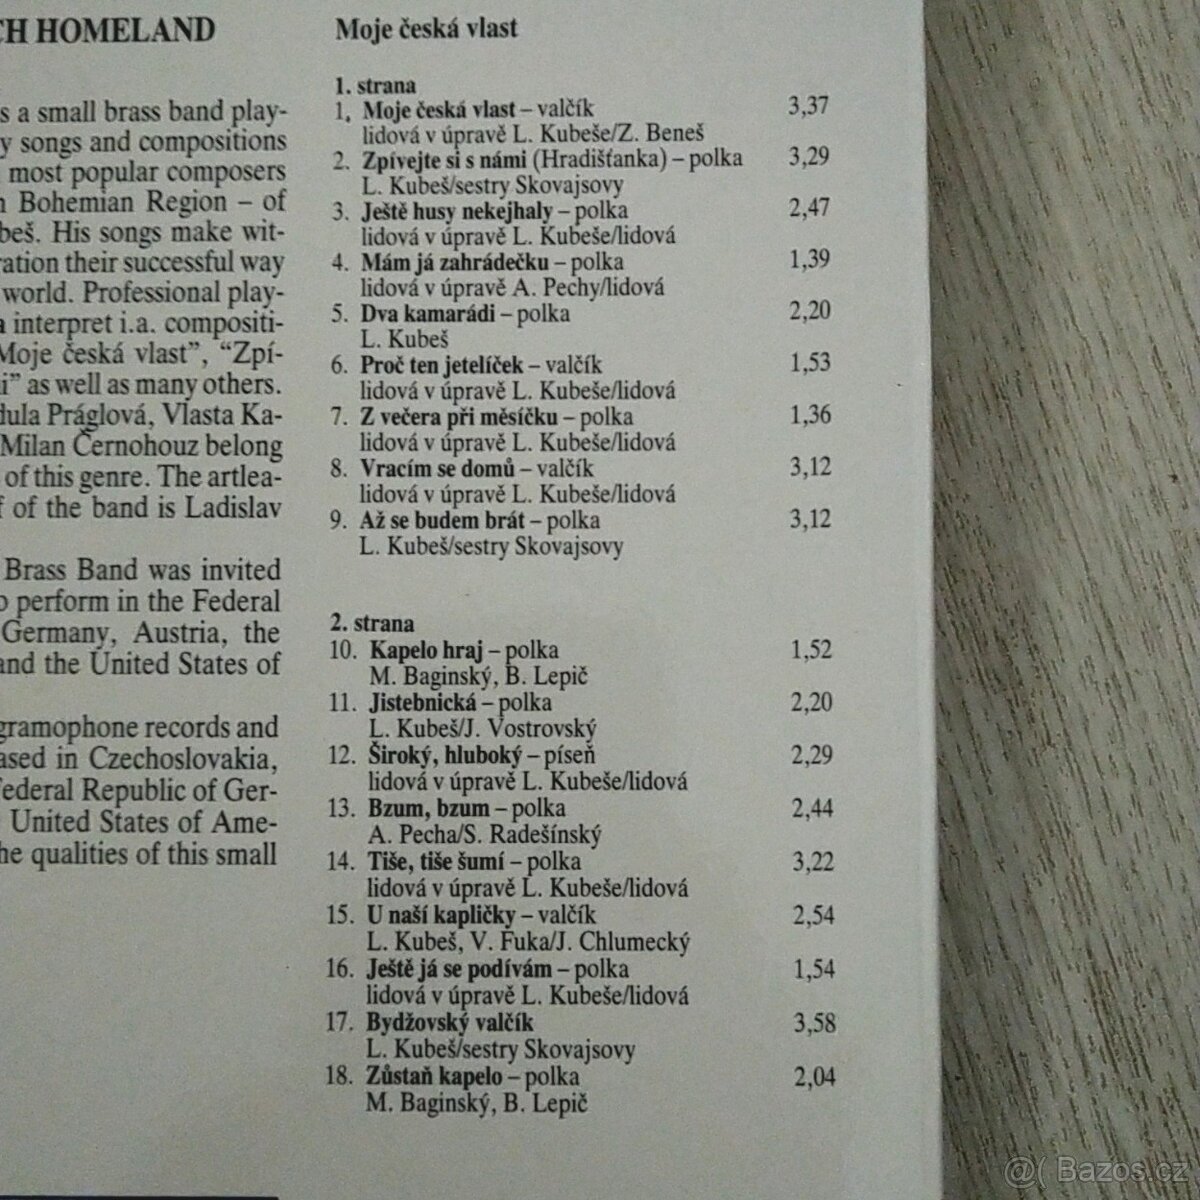 CH HOMELAND
s a small brass band play-
y songs and compositions
most popular composers
n Bohemian Region – of
beš. His songs make wit-
ration their successful way
world. Professional play-
a interpret i.a. compositi-
Moje česká vlast”, “Zpí-
i” as well as many others.
dula Práglová, Vlasta Ka-
Milan Černohouz belong
of this genre. The artlea-
f of the band is Ladislav
Brass Band was invited
o perform in the Federal
Germany, Austria, the
and the United States of
gramophone records and
ased in Czechoslovakia,
Federal Republic of Ger-
United States of Ame-
he qualities of this small
Moje česká vlast
1. strana
1. Moje česká vlast – valčík 3,37
lidová v úpravě L. Kubeše/Z. Beneš
2. Zpívejte si s námi (Hradišťanka) – polka 3,29
L. Kubeš/sestry Skovajsovy
3. Ještě husy nekejhaly – polka 2,47
lidová v úpravě L. Kubeše/lidová
4. Mám já zahrádečku – polka 1,39
lidová v úpravě A. Pechy/lidová
5. Dva kamarádi – polka 2,20
L. Kubeš
6. Proč ten jetelíček – valčík 1,53
lidová v úpravě L. Kubeše/lidová
7. Z večera při měsíčku – polka 1,36
lidová v úpravě L. Kubeše/lidová
8. Vracím se domů – valčík 3,12
lidová v úpravě L. Kubeše/lidová
9. Až se budem brát – polka 3,12
L. Kubeš/sestry Skovajsovy
2. strana
10. Kapelo hraj – polka 1,52
M. Baginský, B. Lepič
11. Jistebnická – polka 2,20
L. Kubeš/J. Vostrovský
12. Široký, hluboký – píseň 2,29
lidová v úpravě L. Kubeše/lidová
13. Bzum, bzum – polka 2,44
A. Pecha/S. Radešínský
14. Tiše, tiše šumí – polka 3,22
lidová v úpravě L. Kubeše/lidová
15. U naší kapličky – valčík 2,54
L. Kubeš, V. Fuka/J. Chlumecký
16. Ještě já se podívám – polka 1,54
lidová v úpravě L. Kubeše/lidová
17. Bydžovský valčík 3,58
L. Kubeš/sestry Skovajsovy
18. Zůstaň kapelo – polka 2,04
M. Baginský, B. Lepič
@( Bazos.cz